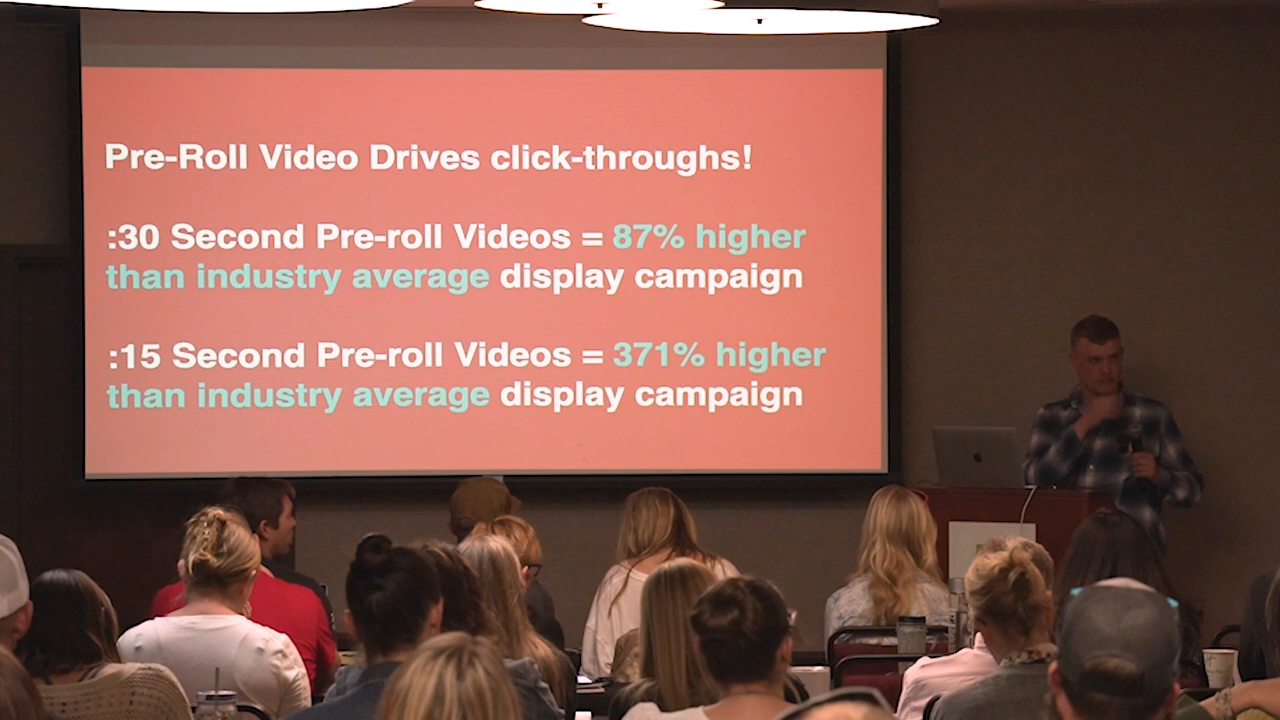 Pre-Roll Video Drives click-throughs!
:30 Second Pre-roll Videos = 87% higher
than industry average display campaign
:15 Second Pre-roll Videos = 371% higher
than industry average display campaign